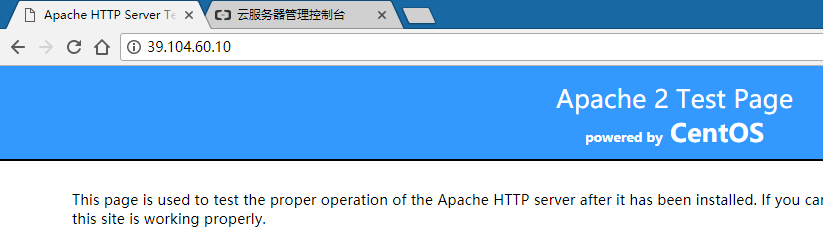 Apache HTTP Server Te
云服务器管理控制台
39.104.60.10
Apache 2 Test Page
powered by CentOS
This page is used to test the proper operation of the Apache HTTP server after it has been installed. If you can
this site is working properly.